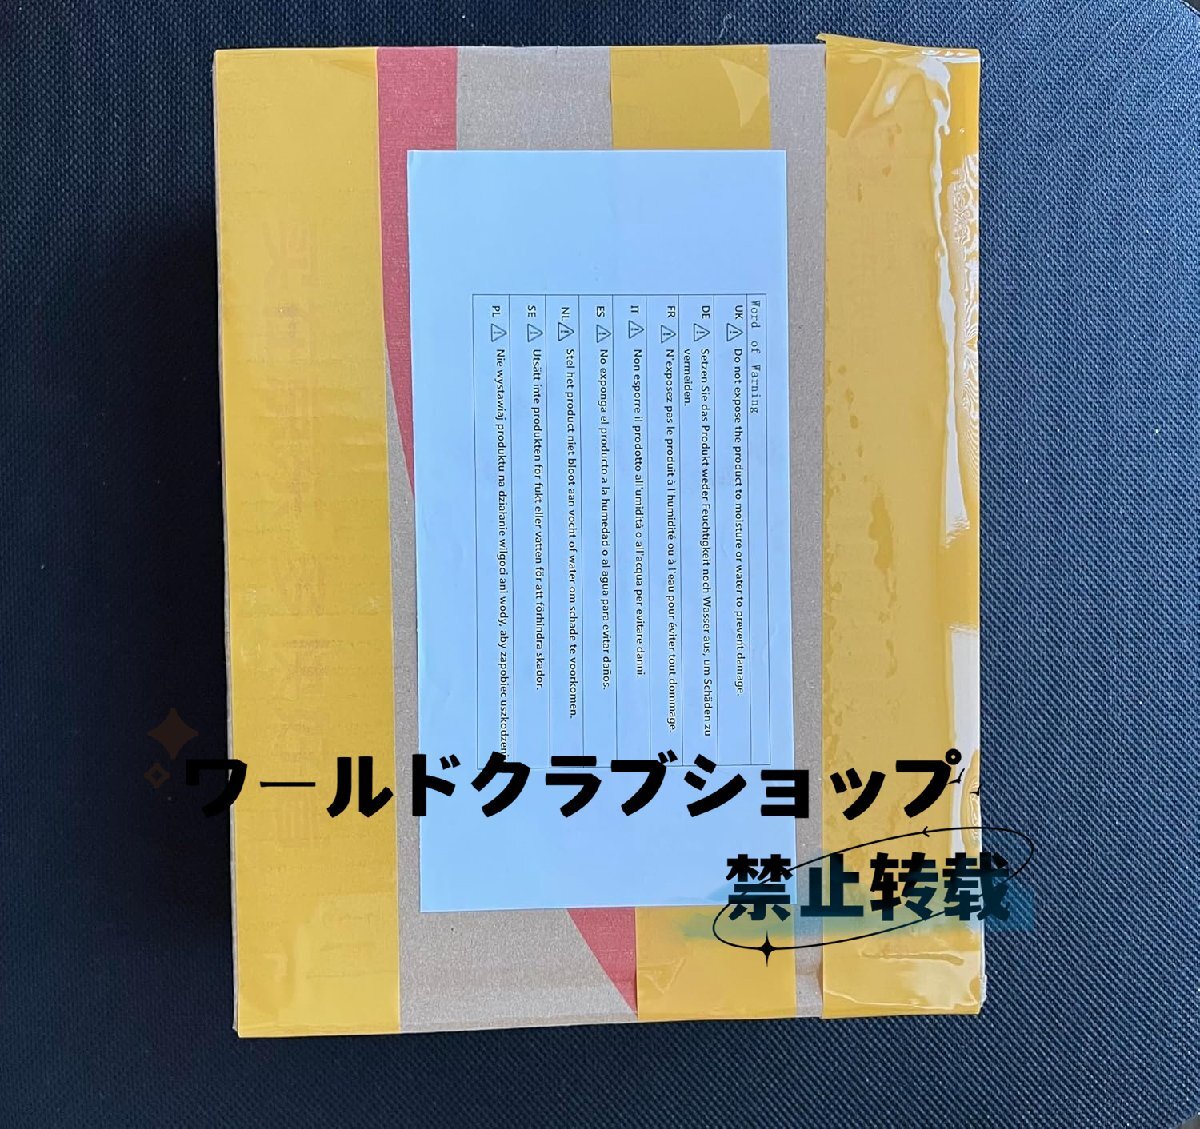 Word of Warning
UK Do not expose the product to moisture or water to prevent damage.
DE Setzen Sie das Produkt weder Feuchtigkeit noch Wasser aus, um Schäden zu
vermeiden.
FR N'exposez pas le produit à l'humidité ou à l'eau pour éviter tout dommage.
IT Non esporre il prodotto all'umidità o all'acqua per evitare danni.
ES No exponga el producto a la humedad o al agua para evitar daños.
NL Stel het product niet bloot aan vocht of water om schade te voorkomen.
SE Utsätt inte produkten för fukt eller vatten för att förhindra skador.
PL Nie wystawiaj produktu na działanie wilgoci ani wody, aby zapobiec uszkodzeni
ワールドクラブショップ
禁止转载